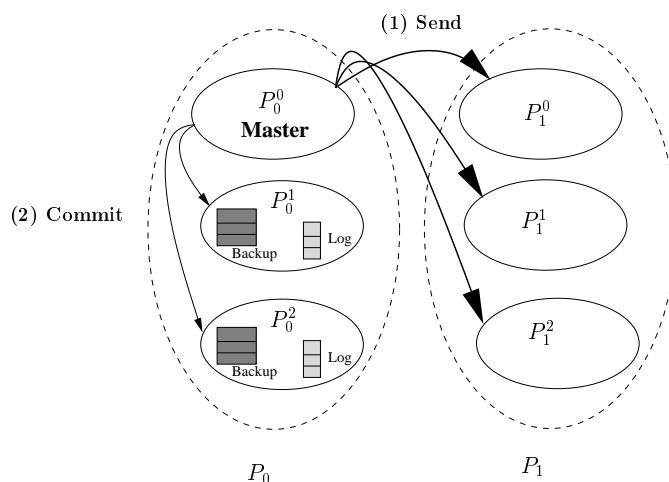 (1) Send
P_0^0
Master
P_1^0
(2) Commit
P_0^1
Backup
Log
P_1^1
P_0^2
Backup
Log
P_1^2
P_0
P_1